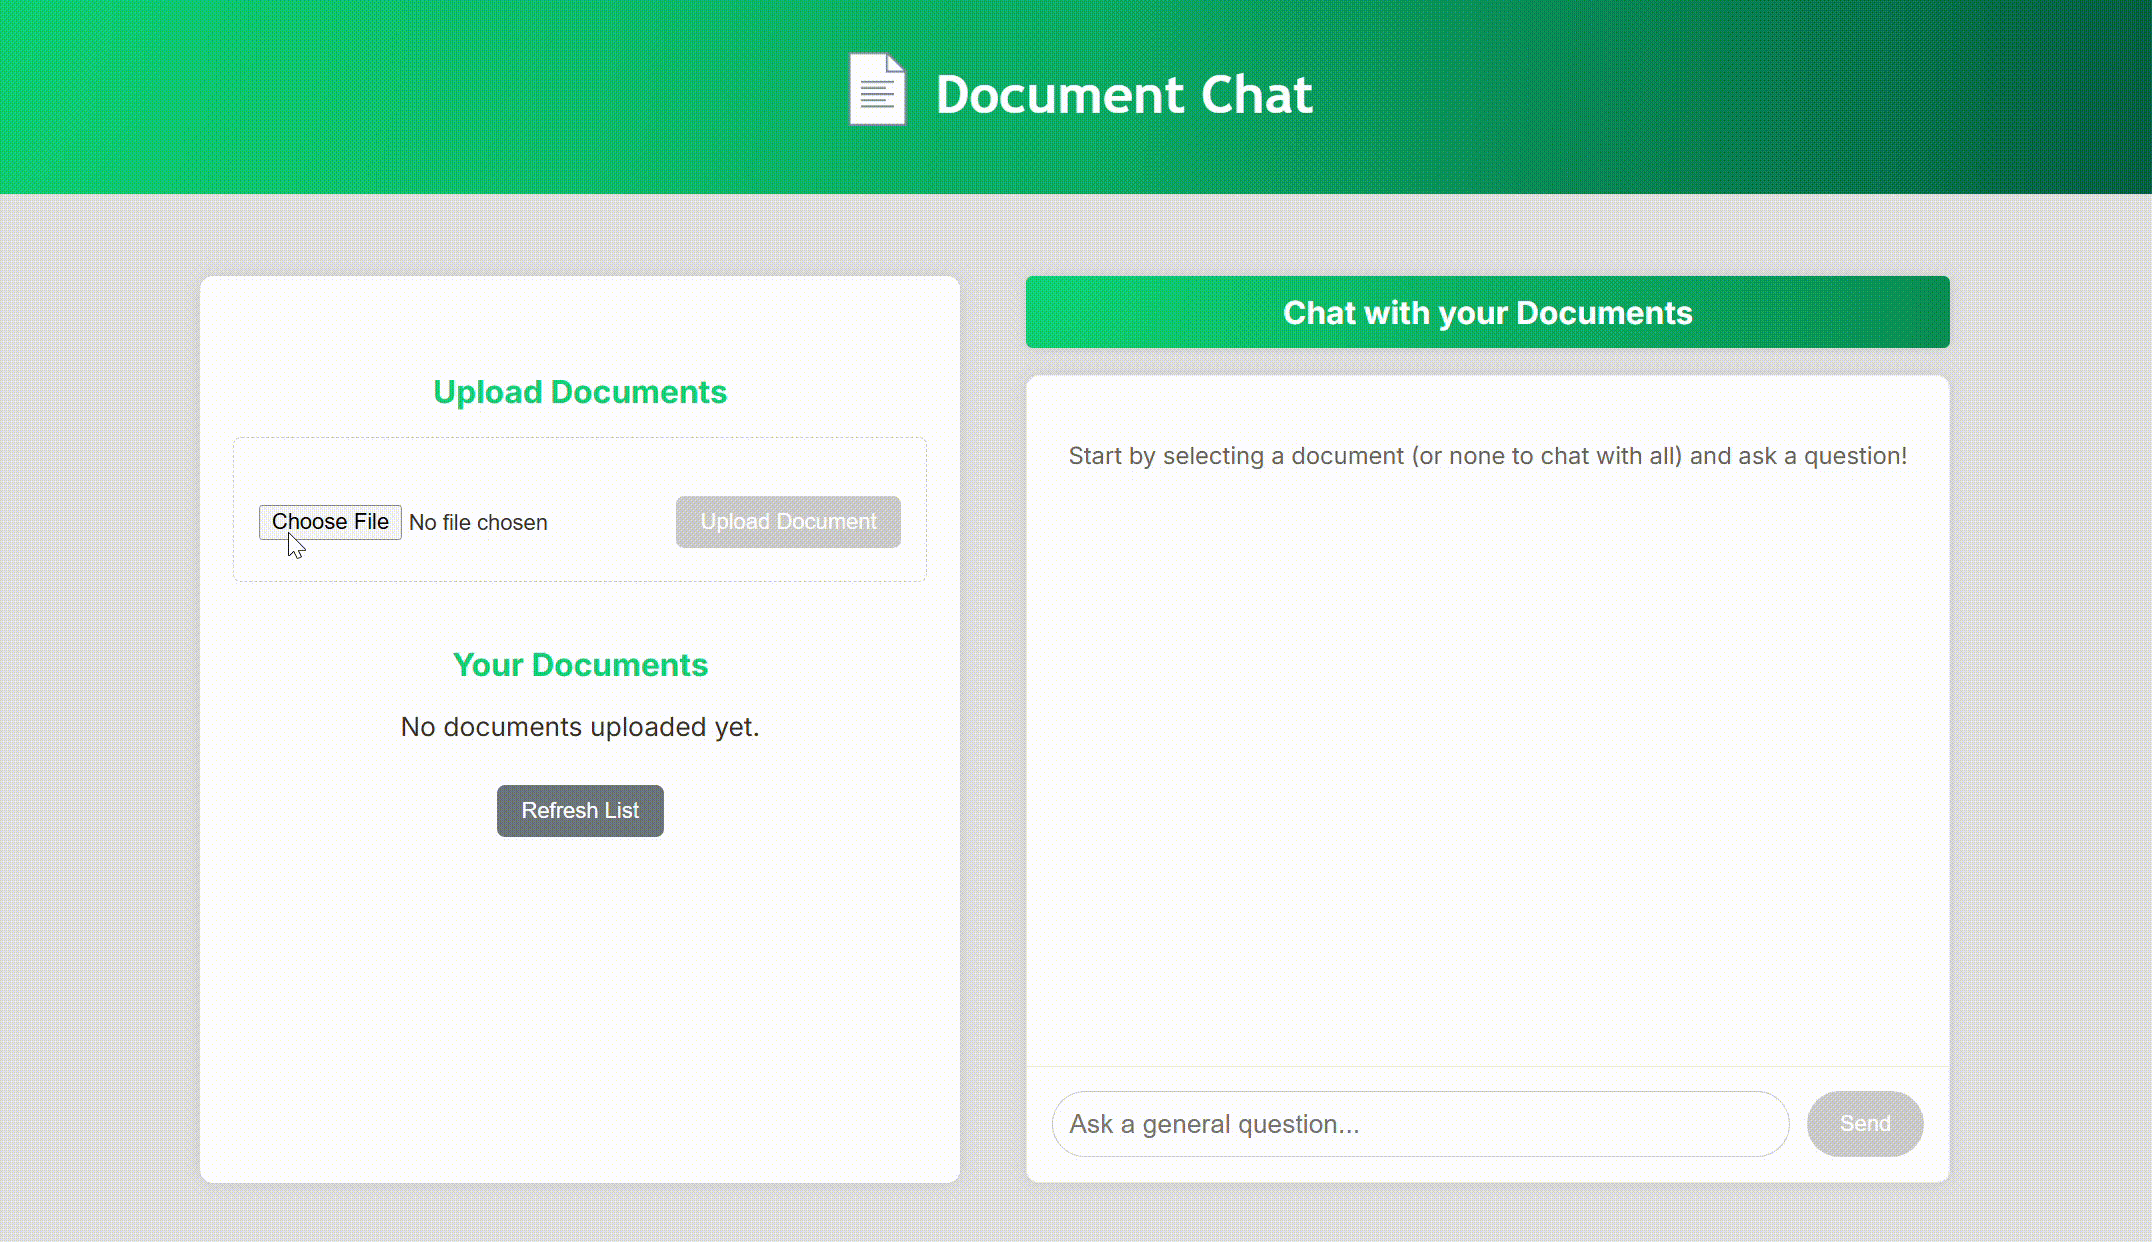 Document Chat
Upload Documents
Choose File No file chosen
Upload Document
Your Documents
No documents uploaded yet.
Refresh List
Chat with your Documents
Start by selecting a document (or none to chat with all) and ask a question!
Ask a general question...
Send